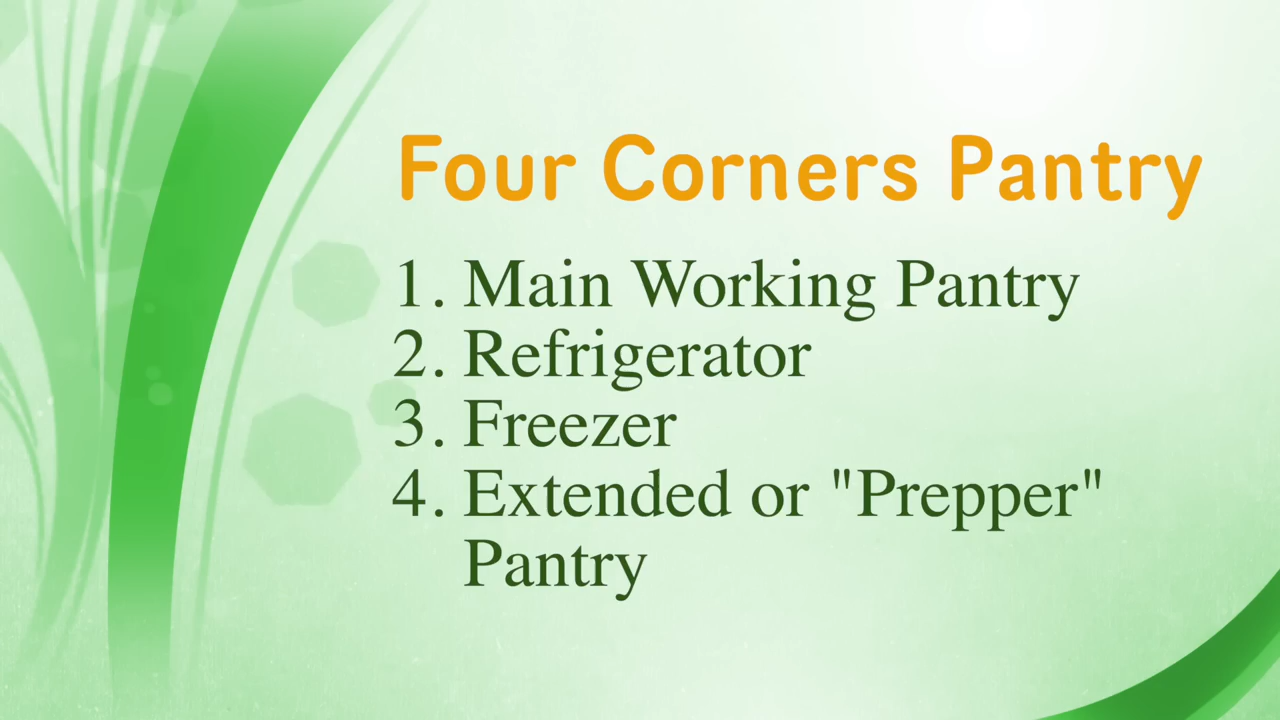 Four Corners Pantry
1. Main Working Pantry
2. Refrigerator
3. Freezer
4. Extended or "Prepper"
Pantry